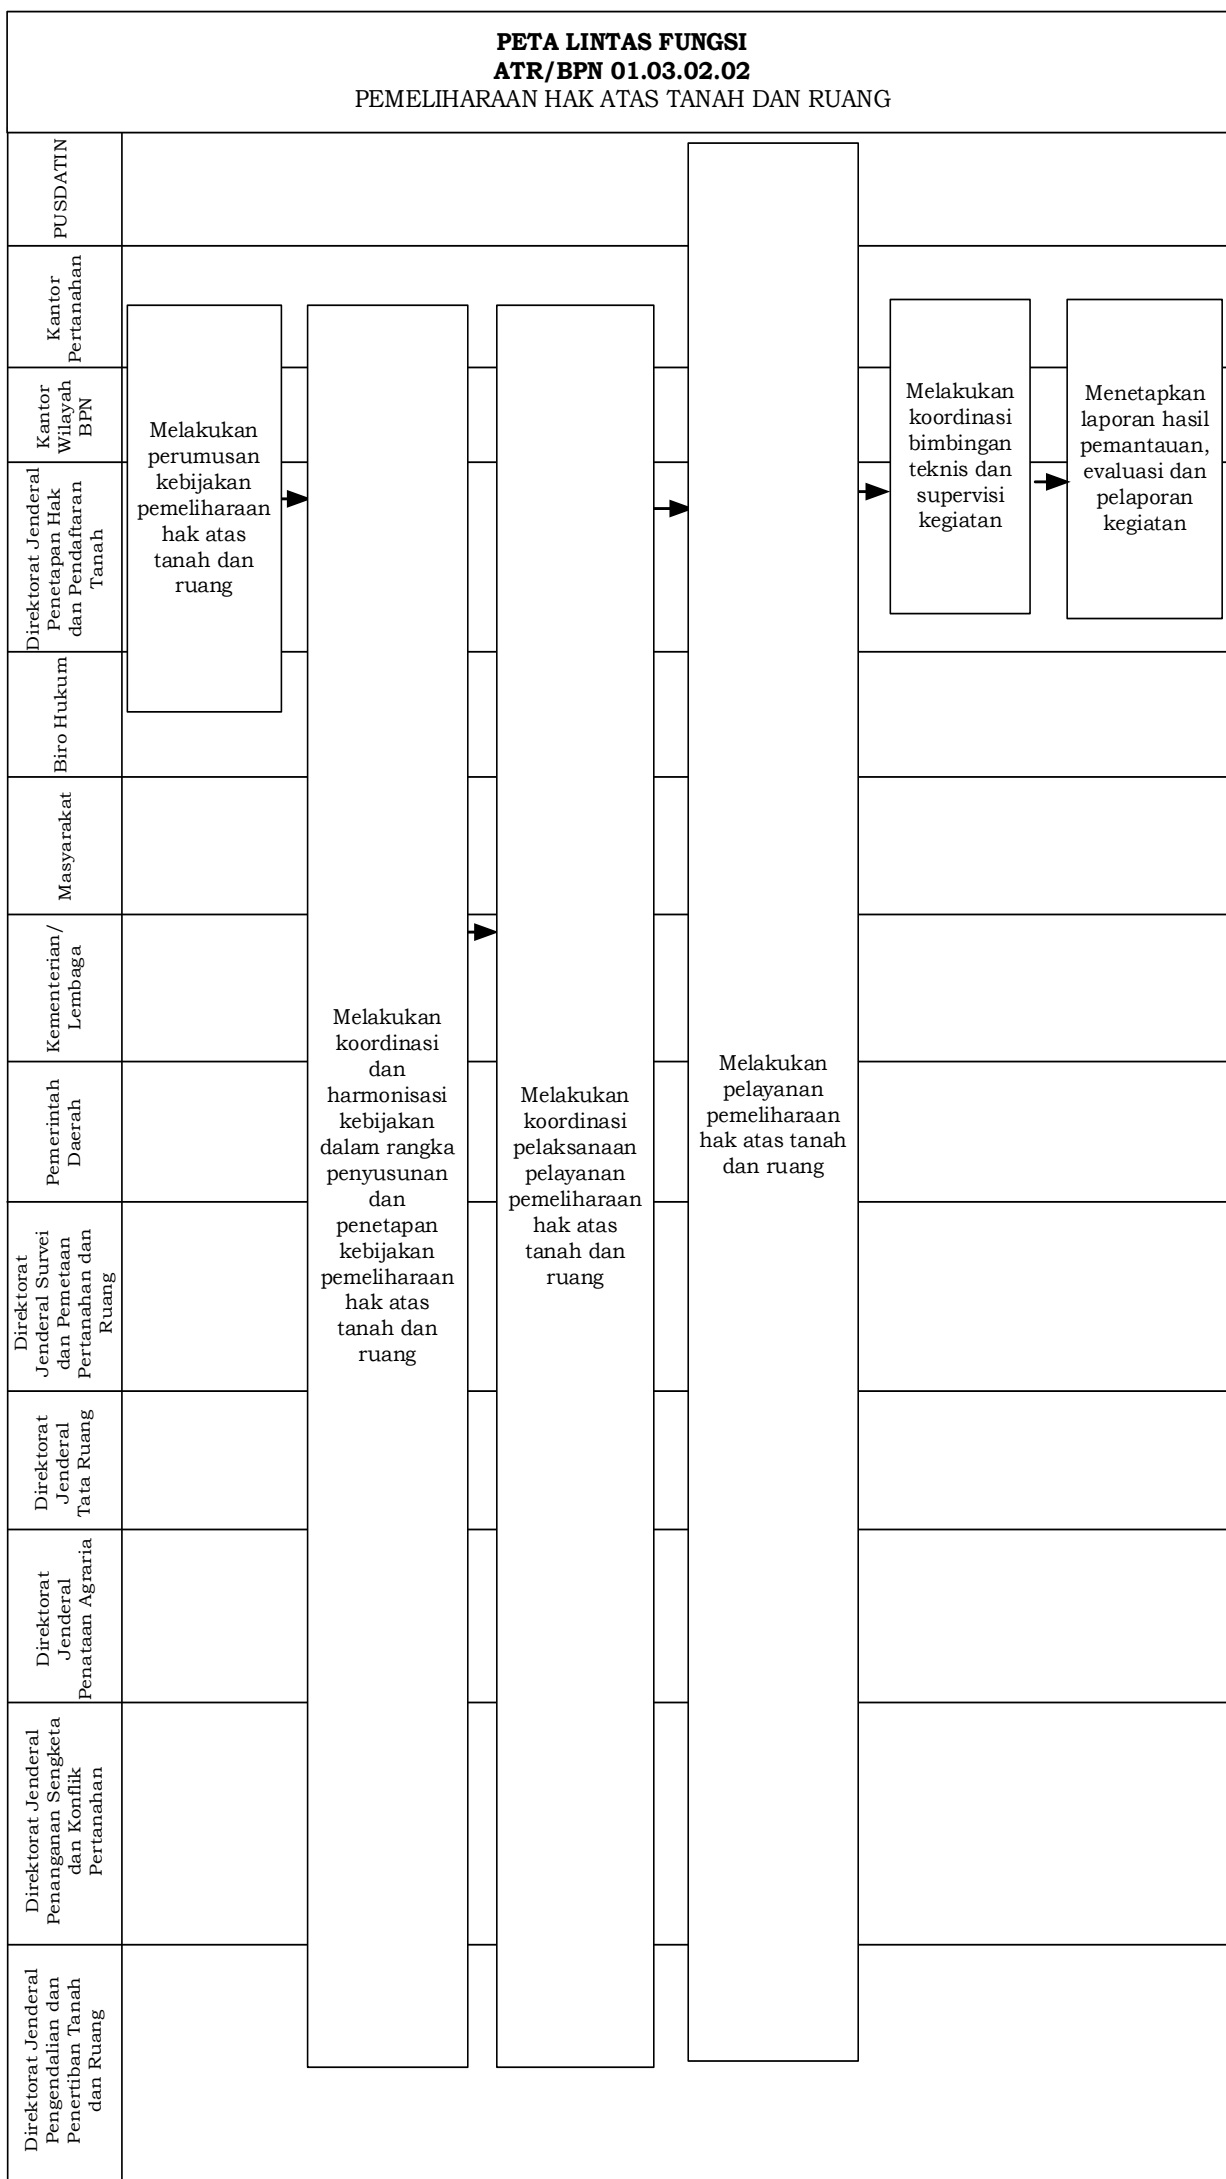 PETA LINTAS FUNGSI
ATR/BPN 01.03.02.02
PEMELIHARAAN HAK ATAS TANAH DAN RUANG
PUSDATIN
Kantor
Pertanahan
Kantor
Wilayah
BPN
Direktorat Jenderal
Penetapan Hak
dan Pendaftaran
Tanah
Biro Hukum
Masyarakat
Kementerian/
Lembaga
Pemerintah
Daerah
Direktorat
Jenderal Survei
dan Pemetaan
Pertanahan dan
Ruang
Direktorat
Jenderal
Tata Ruang
Direktorat
Jenderal
Penataan Agraria
Direktorat Jenderal
Penanganan Sengketa
dan Konflik
Pertanahan
Direktorat Jenderal
Pengendalian dan
Penertiban Tanah
dan Ruang
Melakukan
perumusan
kebijakan
pemeliharaan
hak atas
tanah dan
ruang
Melakukan
koordinasi
dan
harmonisasi
kebijakan
dalam rangka
penyusunan
dan
penetapan
kebijakan
pemeliharaan
hak atas
tanah dan
ruang
Melakukan
koordinasi
pelaksanaan
pelayanan
pemeliharaan
hak atas
tanah dan
ruang
Melakukan
pelayanan
pemeliharaan
hak atas tanah
dan ruang
Melakukan
koordinasi
bimbingan
teknis dan
supervisi
kegiatan
Menetapkan
laporan hasil
pemantauan,
evaluasi dan
pelaporan
kegiatan